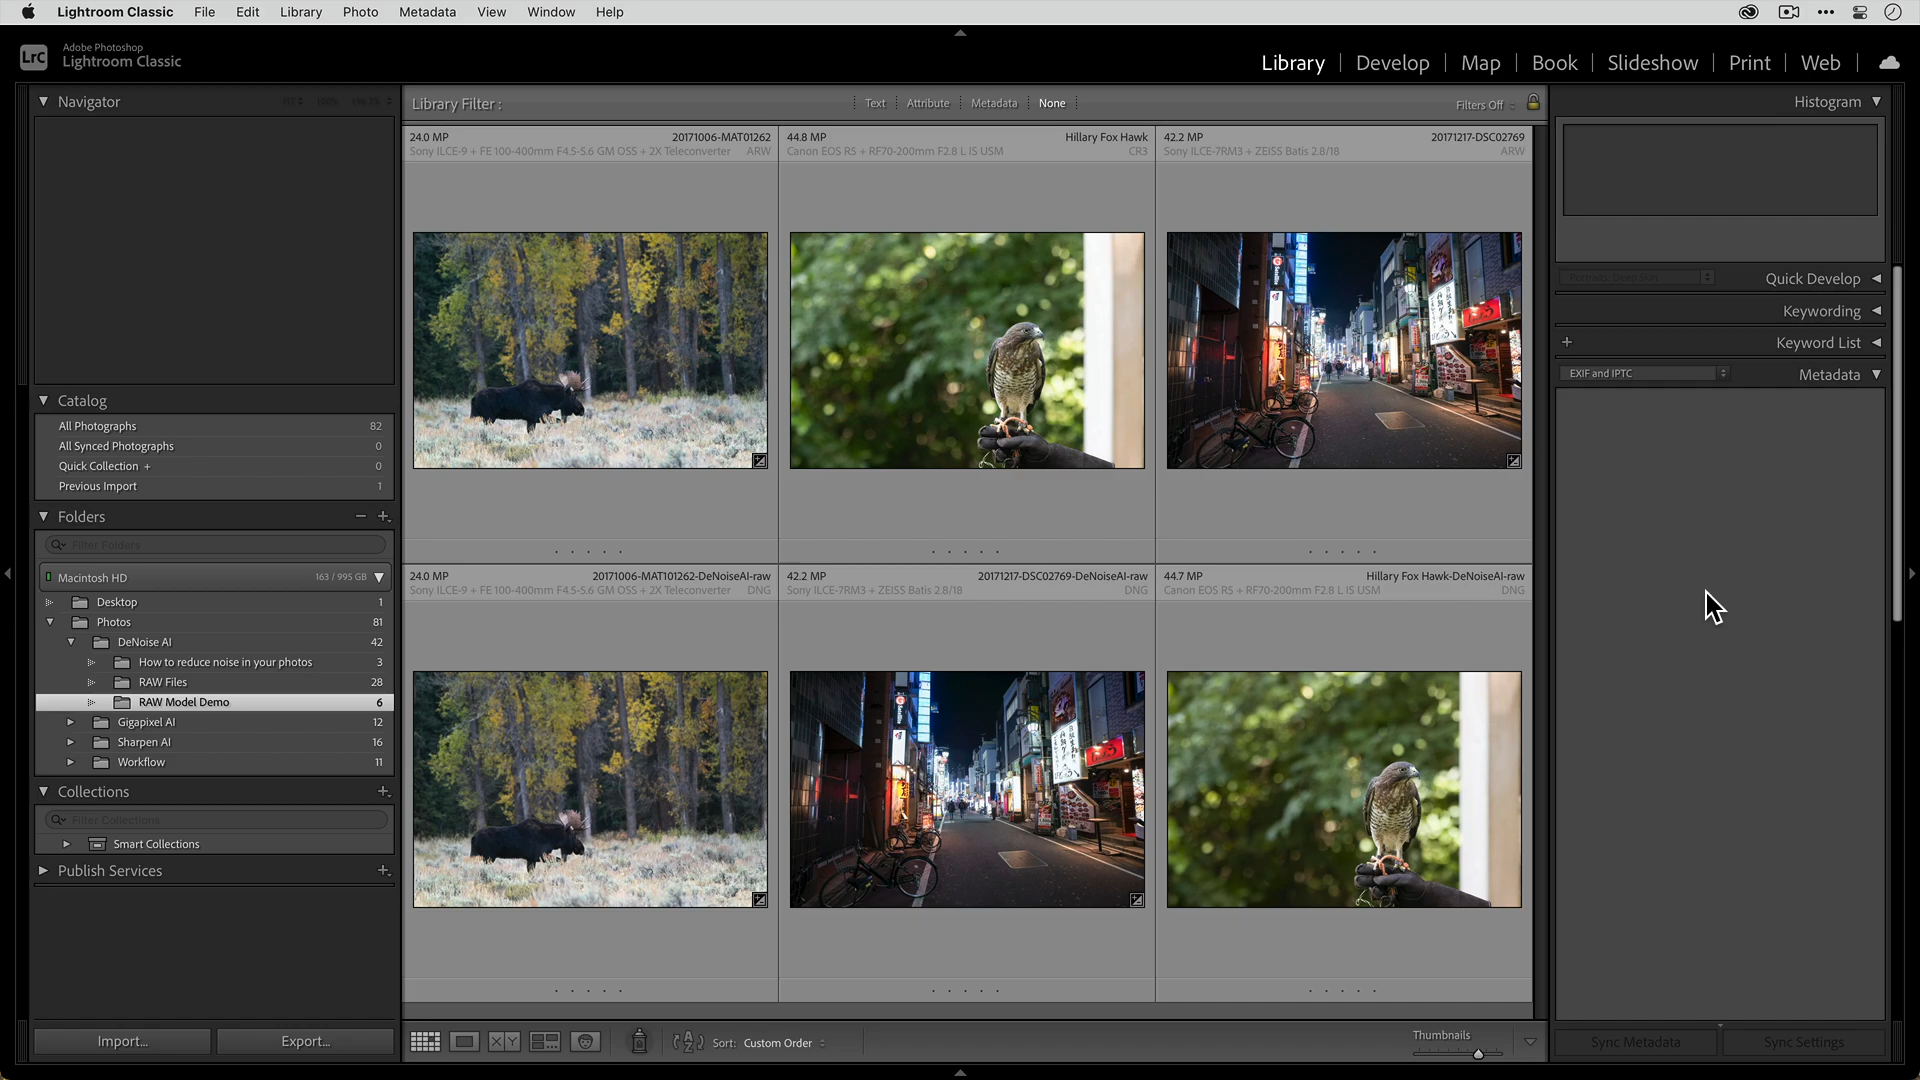 Lightroom Classic File Edit Library Photo Metadata View Window Help
LrC Adobe Photoshop
Lightroom Classic
Library | Develop | Map | Book | Slideshow | Print | Web |
Navigator
Library Filter : Text Attribute Metadata None Filters Off
Histogram
24.0 MP 20171006-MAT01262
Sony ILCE-9 + FE 100-400mm F4.5-5.6 GM OSS + 2X Teleconverter ARW
44.8 MP Hillary Fox Hawk
Canon EOS R5 + RF70-200mm F2.8 L IS USM CR3
42.2 MP 20171217-DSC02769
Sony ILCE-7RM3 + ZEISS Batis 2.8/18 ARW
Portraits: Deep Skin Quick Develop
Keywording
+ Keyword List
EXIF and IPTC Metadata
Catalog
All Photographs 82
All Synced Photographs 0
Quick Collection + 0
Previous Import 1
Folders
Filter Folders
Macintosh HD 163 / 995 GB
Desktop 1
Photos 81
DeNoise AI 42
How to reduce noise in your photos 3
RAW Files 28
RAW Model Demo 6
Gigapixel AI 12
Sharpen AI 16
Workflow 11
Collections
Filter Collections
Smart Collections
Publish Services
24.0 MP 20171006-MAT101262-DeNoiseAI-raw
Sony ILCE-9 + FE 100-400mm F4.5-5.6 GM OSS + 2X Teleconverter DNG
42.2 MP 20171217-DSC02769-DeNoiseAI-raw
Sony ILCE-7RM3 + ZEISS Batis 2.8/18 DNG
44.7 MP Hillary Fox Hawk-DeNoiseAI-raw
Canon EOS R5 + RF70-200mm F2.8 L IS USM DNG
Import... Export...
X Y
Sort: Custom Order
Thumbnails
Sync Metadata Sync Settings